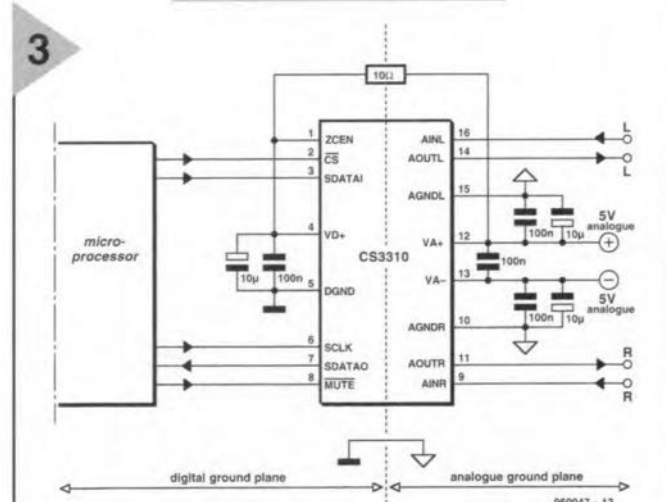 3
10Ω
1 ZCEN
2 CS
3 SDATAI
4 VD+
5 DGND
6 SCLK
7 SDATAO
8 MUTE
micro-
processor
10µ
100n
CS3310
AINL 16
AOUTL 14
AGNDL 15
VA+ 12
VA– 13
AGNDR 10
AOUTR 11
AINR 9
L
L
100n
10µ
5V
analogue
+
100n
–
5V
analogue
100n
10µ
R
R
digital ground plane
analogue ground plane